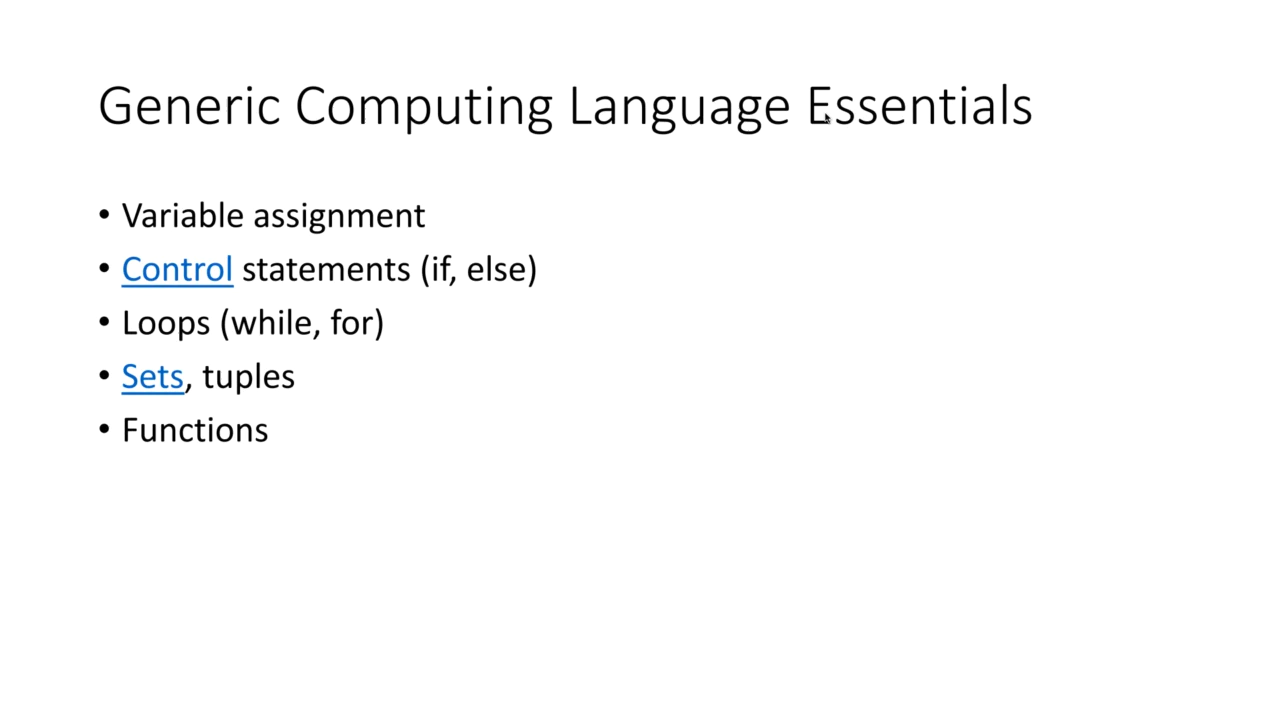 Generic Computing Language Essentials
• Variable assignment
• Control statements (if, else)
• Loops (while, for)
• Sets, tuples
• Functions